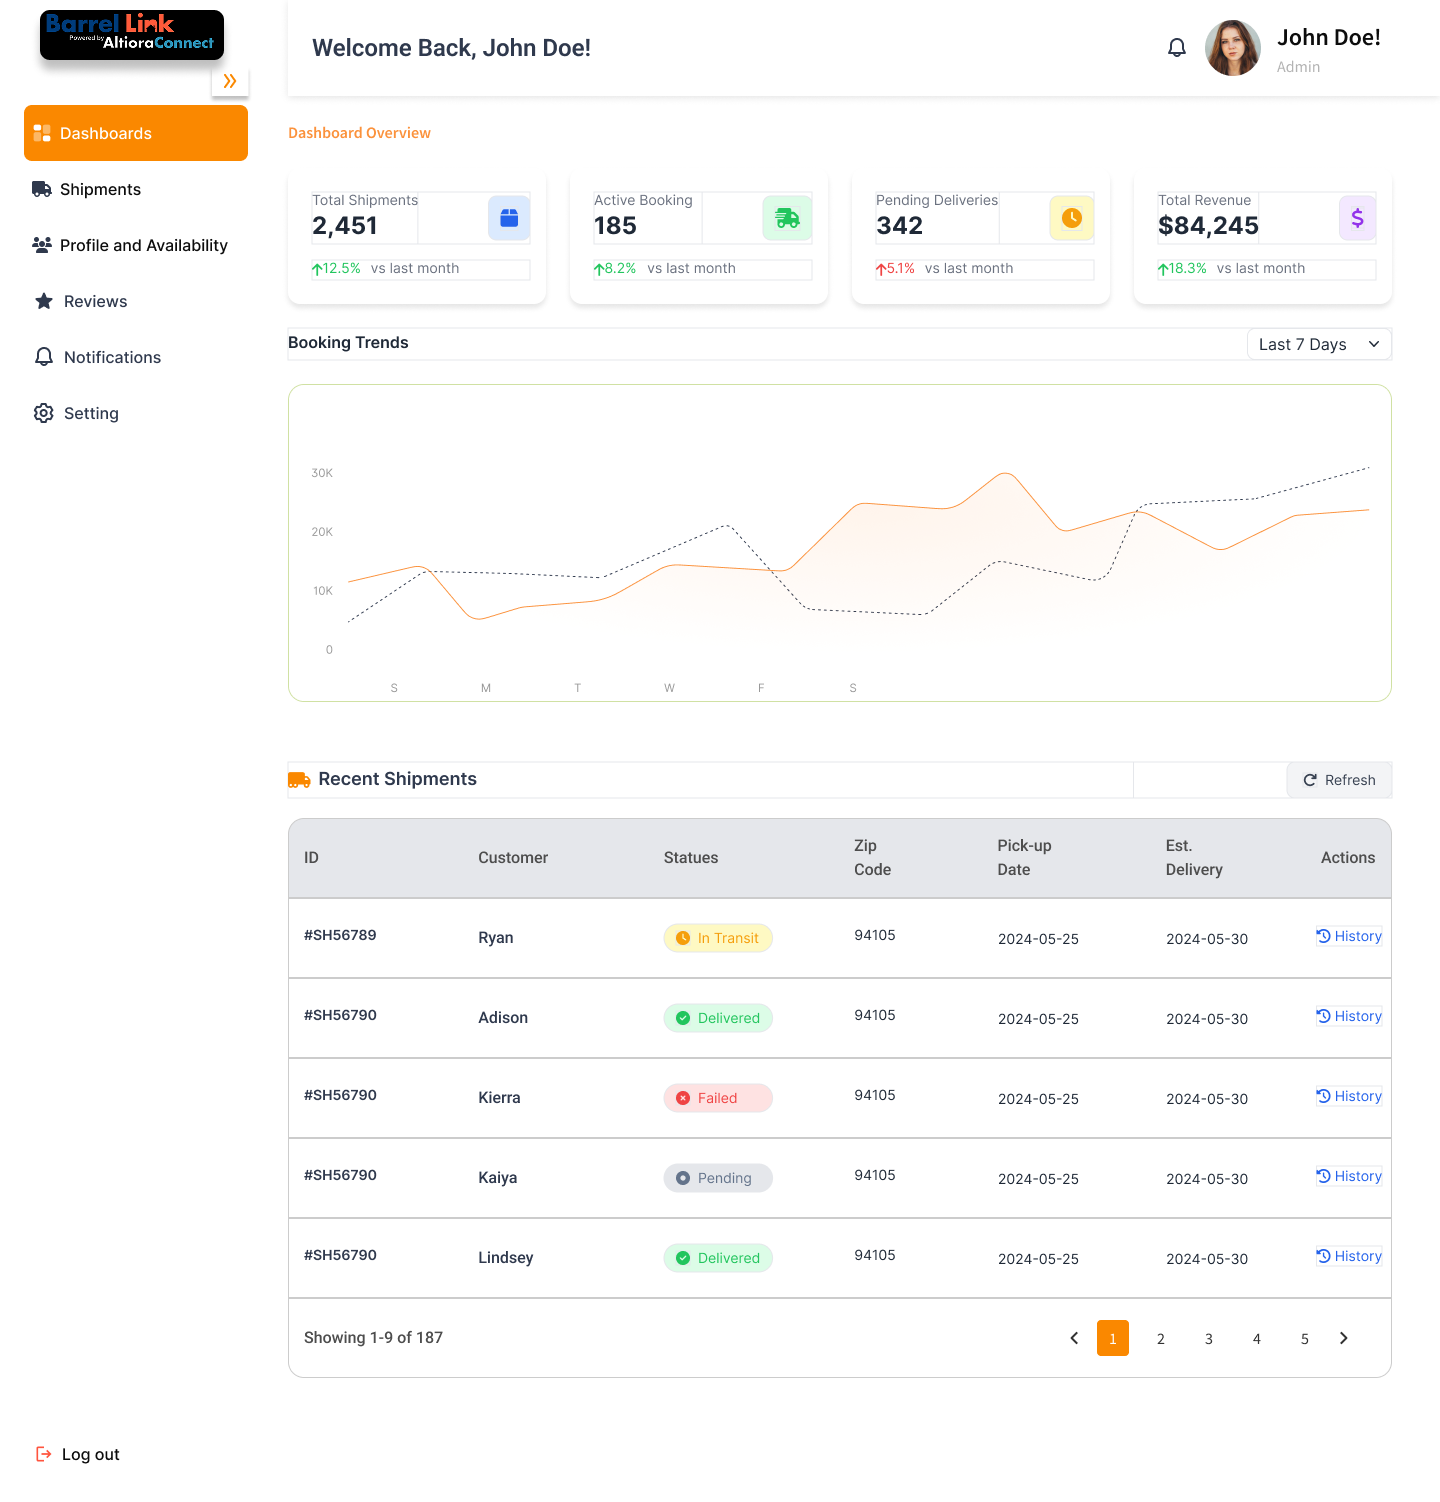 Barrel Link
Powered by AltioraConnect
Welcome Back, John Doe!
John Doe!
Admin
Dashboards
Shipments
Profile and Availability
Reviews
Notifications
Setting
Log out
Dashboard Overview
Total Shipments
2,451
12.5% vs last month
Active Booking
185
8.2% vs last month
Pending Deliveries
342
5.1% vs last month
Total Revenue
$84,245
$
18.3% vs last month
Booking Trends
Last 7 Days
30K
20K
10K
0
S M T W F S
Recent Shipments
Refresh
ID Customer Statues Zip Code Pick-up Date Est. Delivery Actions
#SH56789 Ryan In Transit 94105 2024-05-25 2024-05-30 History
#SH56790 Adison Delivered 94105 2024-05-25 2024-05-30 History
#SH56790 Kierra Failed 94105 2024-05-25 2024-05-30 History
#SH56790 Kaiya Pending 94105 2024-05-25 2024-05-30 History
#SH56790 Lindsey Delivered 94105 2024-05-25 2024-05-30 History
Showing 1-9 of 187
1 2 3 4 5